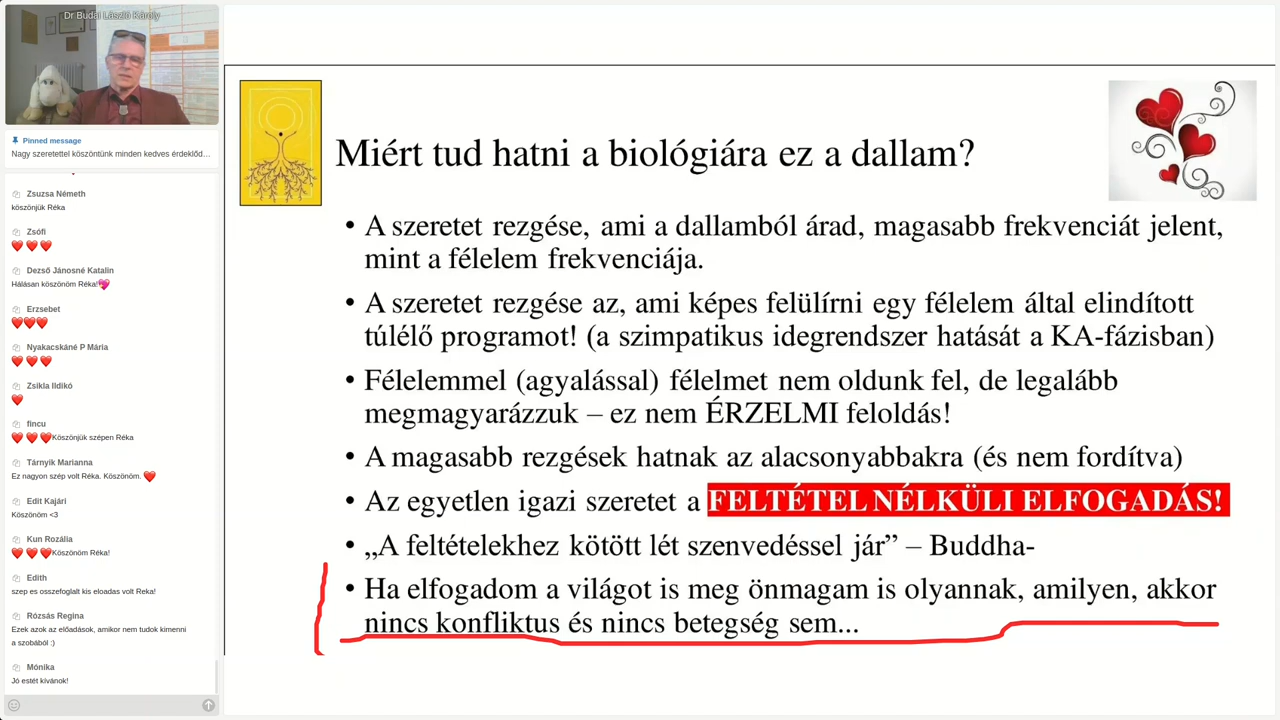 Dr Budai László Károly
Pinned message
Nagy szeretettel köszöntünk minden kedves érdeklőd...
Zsuzsa Németh
köszönjük Réka
Zsófi
Dezső Jánosné Katalin
Hálásan köszönöm Réka!
Erzsebet
Nyakacskáné P Mária
Zsikla Ildikó
fincu
Köszönjük szépen Réka
Tárnyik Marianna
Ez nagyon szép volt Réka. Köszönöm.
Edit Kajári
Köszönöm <3
Kun Rozália
Köszönöm Réka!
Edith
szep es osszefoglalt kis eloadas volt Reka!
Rózsás Regina
Ezek azok az előadások, amikor nem tudok kimenni
a szobából :)
Mónika
Jó estét kívánok!
Miért tud hatni a biológiára ez a dallam?
• A szeretet rezgése, ami a dallamból árad, magasabb frekvenciát jelent,
mint a félelem frekvenciája.
• A szeretet rezgése az, ami képes felülírni egy félelem által elindított
túlélő programot! (a szimpatikus idegrendszer hatását a KA-fázisban)
• Félelemmel (agyalással) félelmet nem oldunk fel, de legalább
megmagyarázzuk – ez nem ÉRZELMI feloldás!
• A magasabb rezgések hatnak az alacsonyabbakra (és nem fordítva)
• Az egyetlen igazi szeretet a FELTÉTEL NÉLKÜLI ELFOGADÁS!
• „A feltételekhez kötött lét szenvedéssel jár” – Buddha-
• Ha elfogadom a világot is meg önmagam is olyannak, amilyen, akkor
nincs konfliktus és nincs betegség sem...